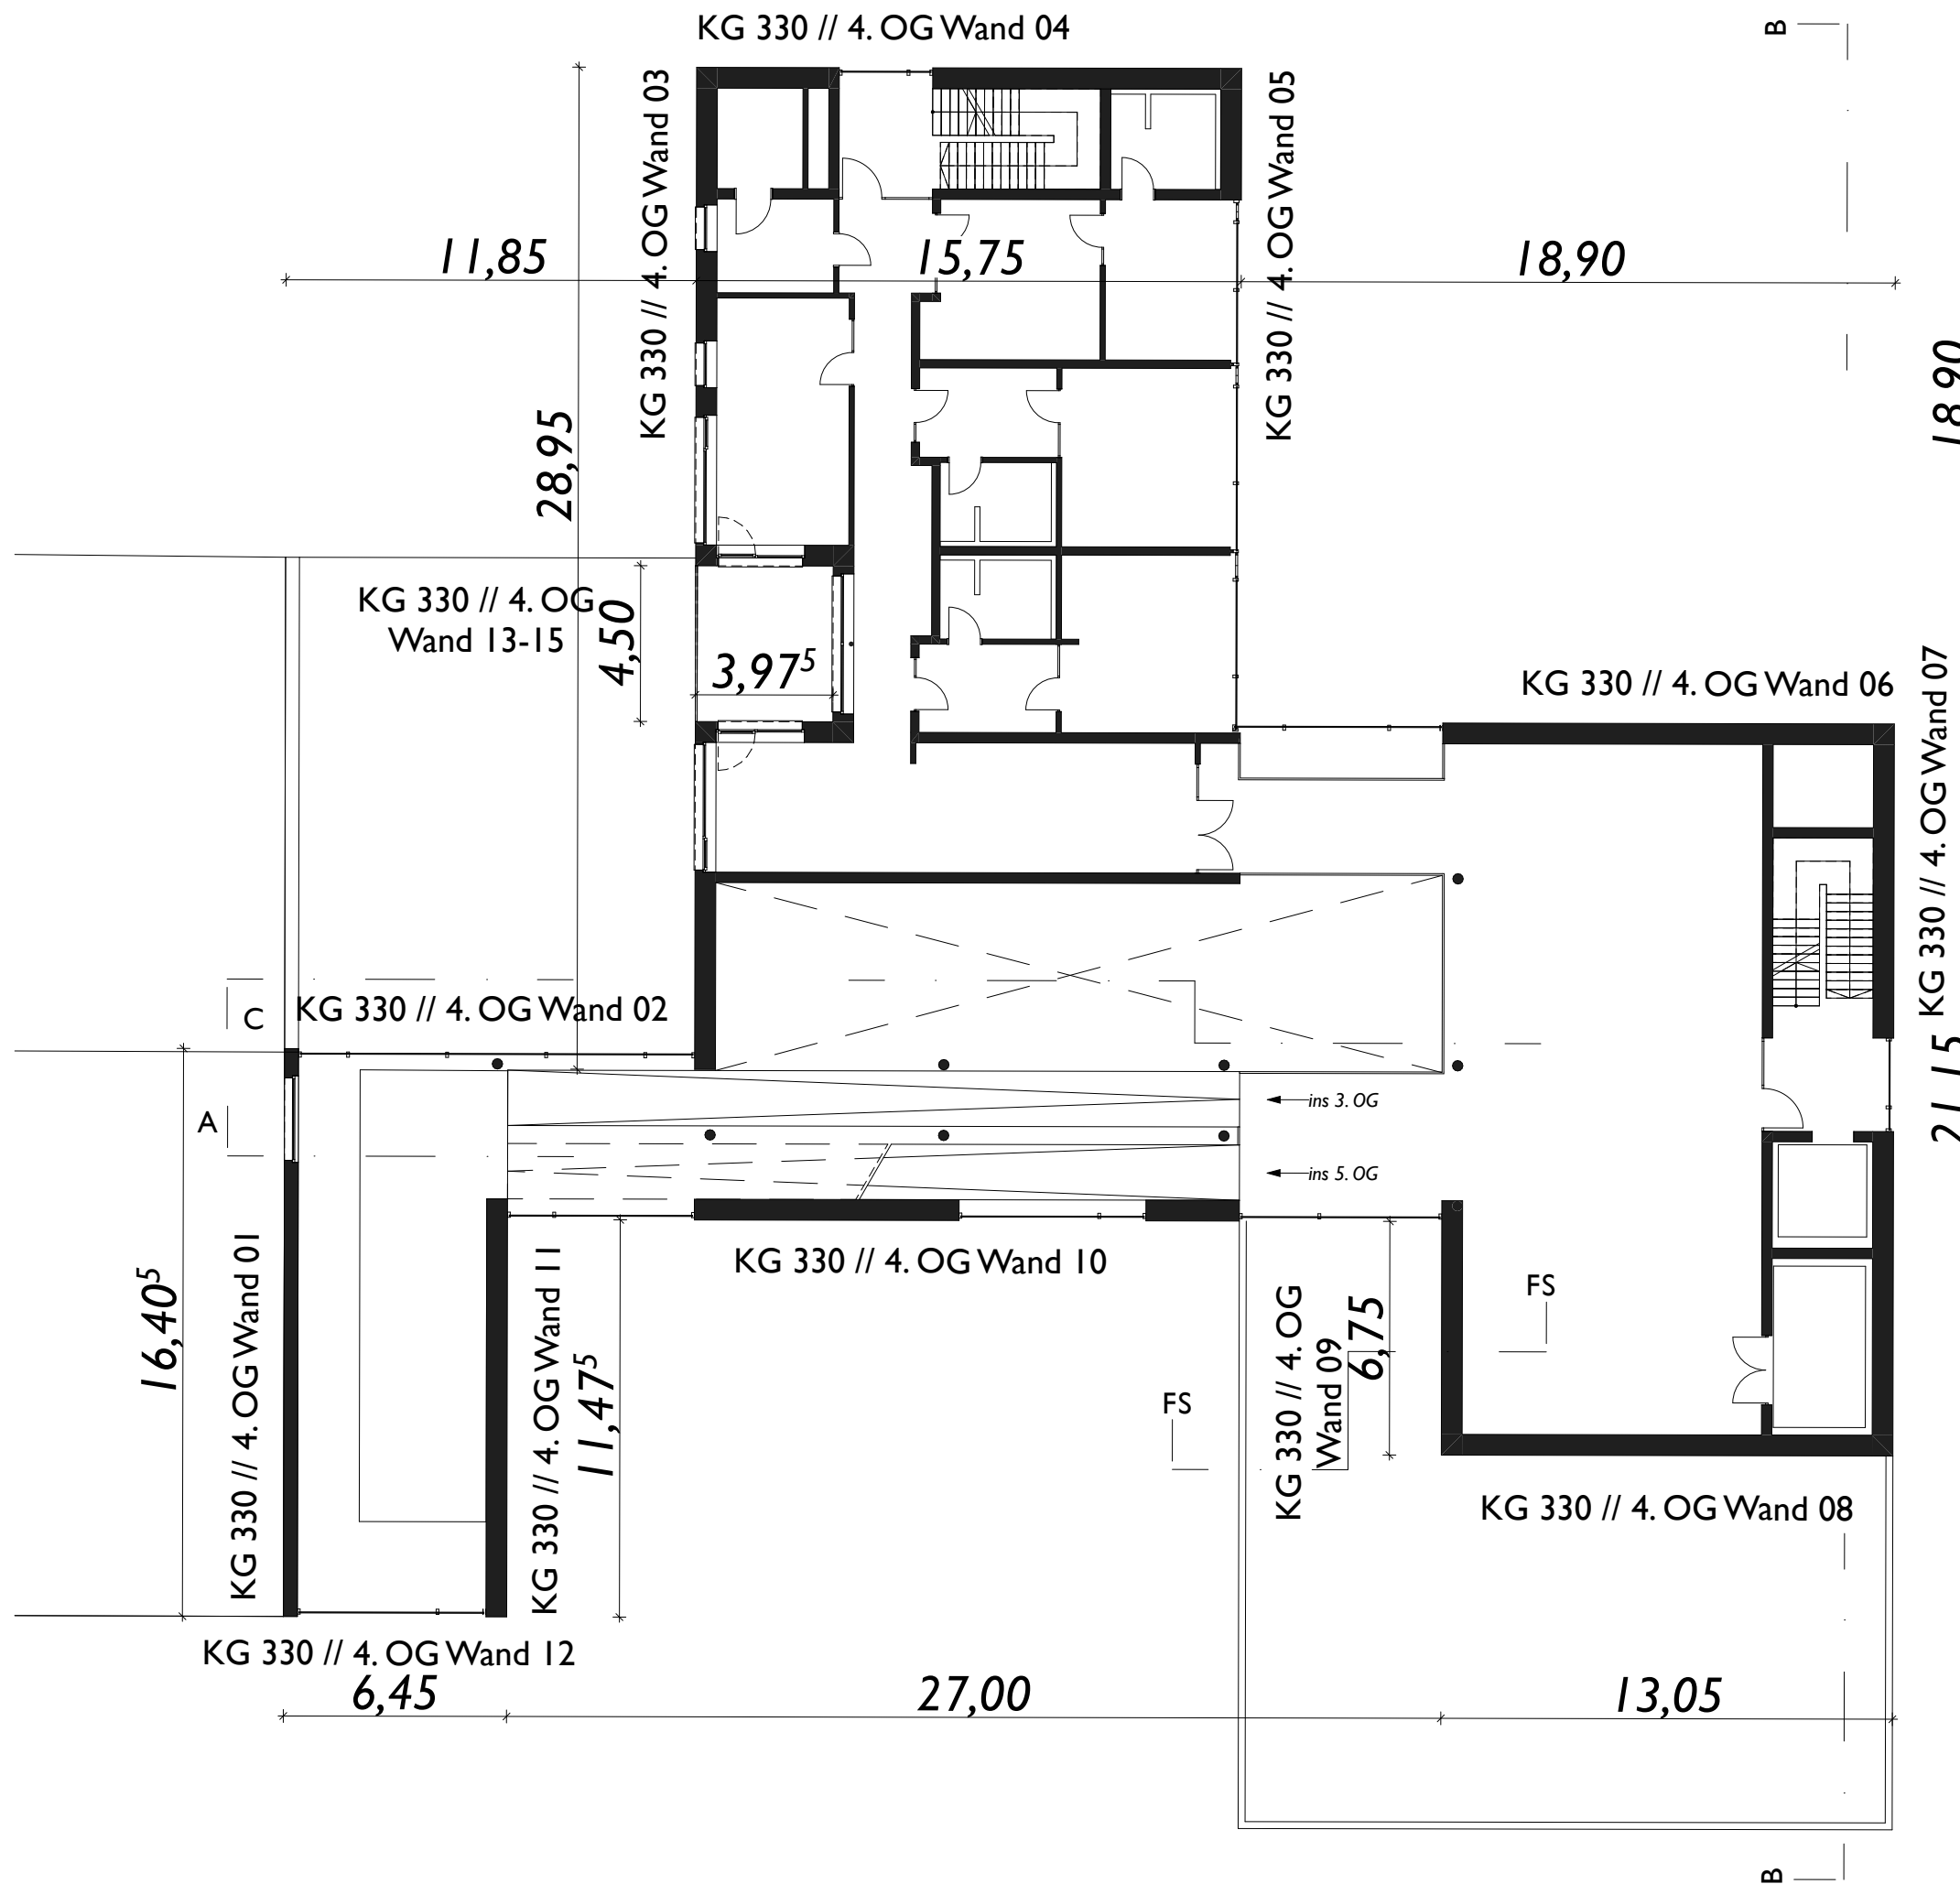 KG 330 // 4. OG Wand 04
B
KG 330 // 4. OG Wand 03
KG 330 // 4. OG Wand 05
11,85
15,75
18,90
18,90
28,95
KG 330 // 4. OG
Wand 13-15
4,50
3,97⁵
KG 330 // 4. OG Wand 06
KG 330 // 4. OG Wand 07
C
KG 330 // 4. OG Wand 02
A
ins 3. OG
21,15
ins 5. OG
KG 330 // 4. OG Wand 10
KG 330 // 4. OG Wand 01
16,40⁵
KG 330 // 4. OG Wand 11
11,47⁵
KG 330 // 4. OG
Wand 09
6,75
FS
FS
KG 330 // 4. OG Wand 08
KG 330 // 4. OG Wand 12
6,45
27,00
13,05
B